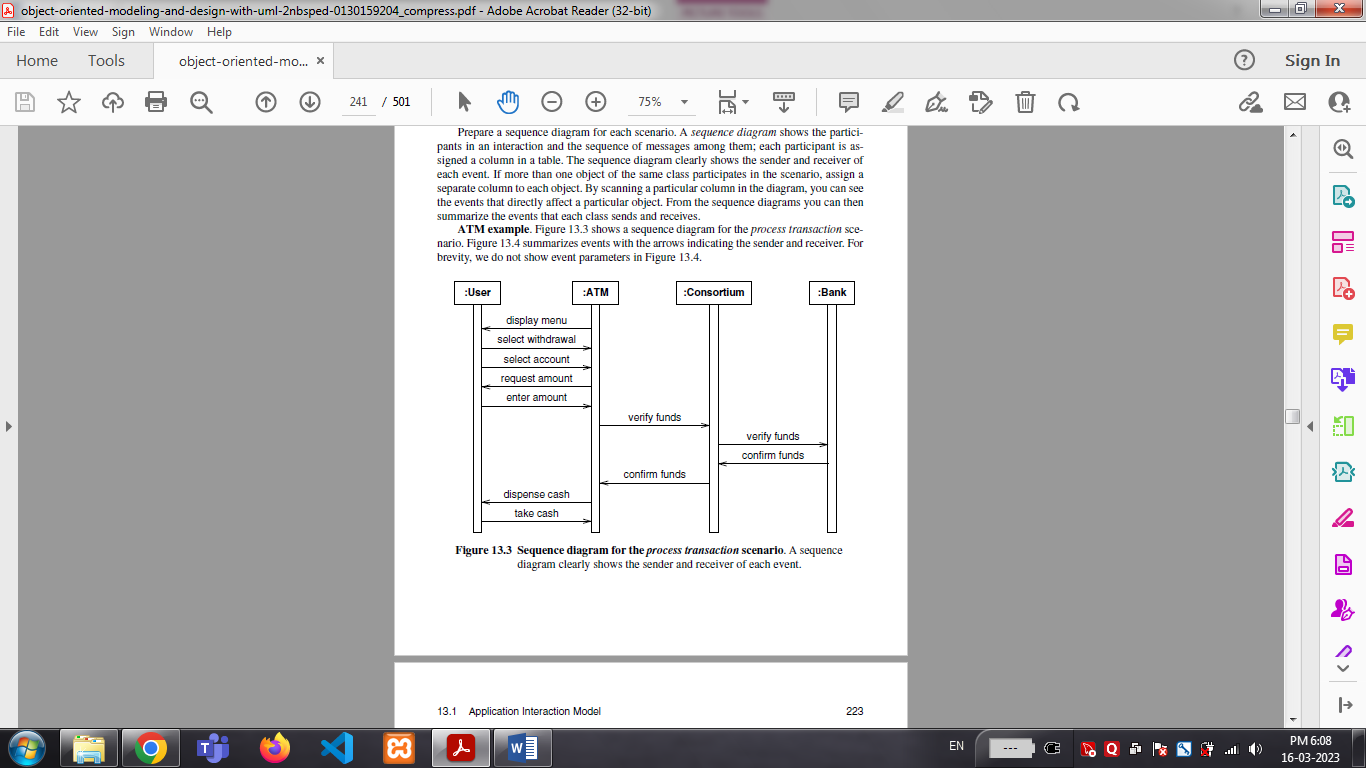 object-oriented-modeling-and-design-with-uml-2nbsped-0130159204_compress.pdf - Adobe Acrobat Reader (32-bit)
File Edit View Sign Window Help
Home Tools object-oriented-mo... × ? Sign In
241 / 501 75%
Prepare a sequence diagram for each scenario. A sequence diagram shows the partici-
pants in an interaction and the sequence of messages among them; each participant is as-
signed a column in a table. The sequence diagram clearly shows the sender and receiver of
each event. If more than one object of the same class participates in the scenario, assign a
separate column to each object. By scanning a particular column in the diagram, you can see
the events that directly affect a particular object. From the sequence diagrams you can then
summarize the events that each class sends and receives.
ATM example. Figure 13.3 shows a sequence diagram for the process transaction sce-
nario. Figure 13.4 summarizes events with the arrows indicating the sender and receiver. For
brevity, we do not show event parameters in Figure 13.4.
:User :ATM :Consortium :Bank
display menu
select withdrawal
select account
request amount
enter amount
verify funds
verify funds
confirm funds
confirm funds
dispense cash
take cash
Figure 13.3 Sequence diagram for the process transaction scenario. A sequence
diagram clearly shows the sender and receiver of each event.
13.1 Application Interaction Model 223
EN --- PM 6:08
16-03-2023